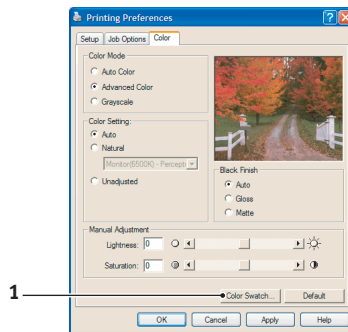 Printing Preferences
Setup Job Options Color
Color Mode
Auto Color
Advanced Color
Grayscale
Color Setting:
Auto
Natural
Monitor(6500K) - Percepti
Unadjusted
Black Finish
Auto
Gloss
Matte
Manual Adjustment
Lightness: 0
Saturation: 0
1
Color Swatch... Default
OK Cancel Apply Help